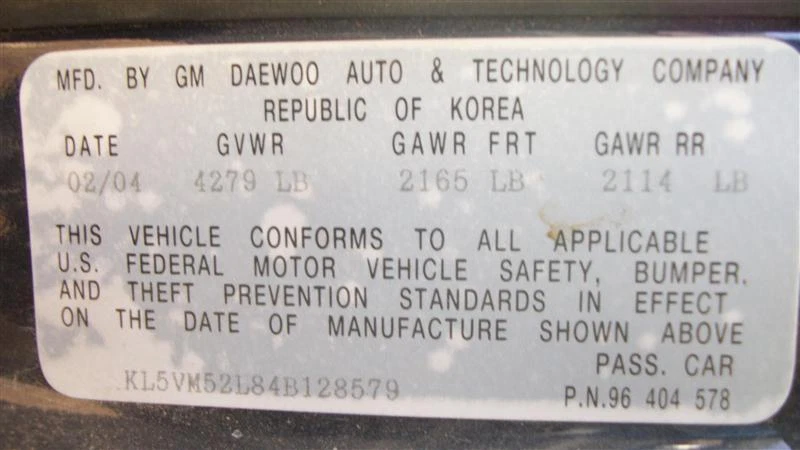 MFD. BY GM DAEWOO AUTO & TECHNOLOGY COMPANY
REPUBLIC OF KOREA
DATE GVWR GAWR FRT GAWR RR
02/04 4279 LB 2165 LB 2114 LB
THIS VEHICLE CONFORMS TO ALL APPLICABLE
U.S. FEDERAL MOTOR VEHICLE SAFETY, BUMPER.
AND THEFT PREVENTION STANDARDS IN EFFECT
ON THE DATE OF MANUFACTURE SHOWN ABOVE
PASS. CAR
KL5VM52L84B128579 P.N.96 404 578